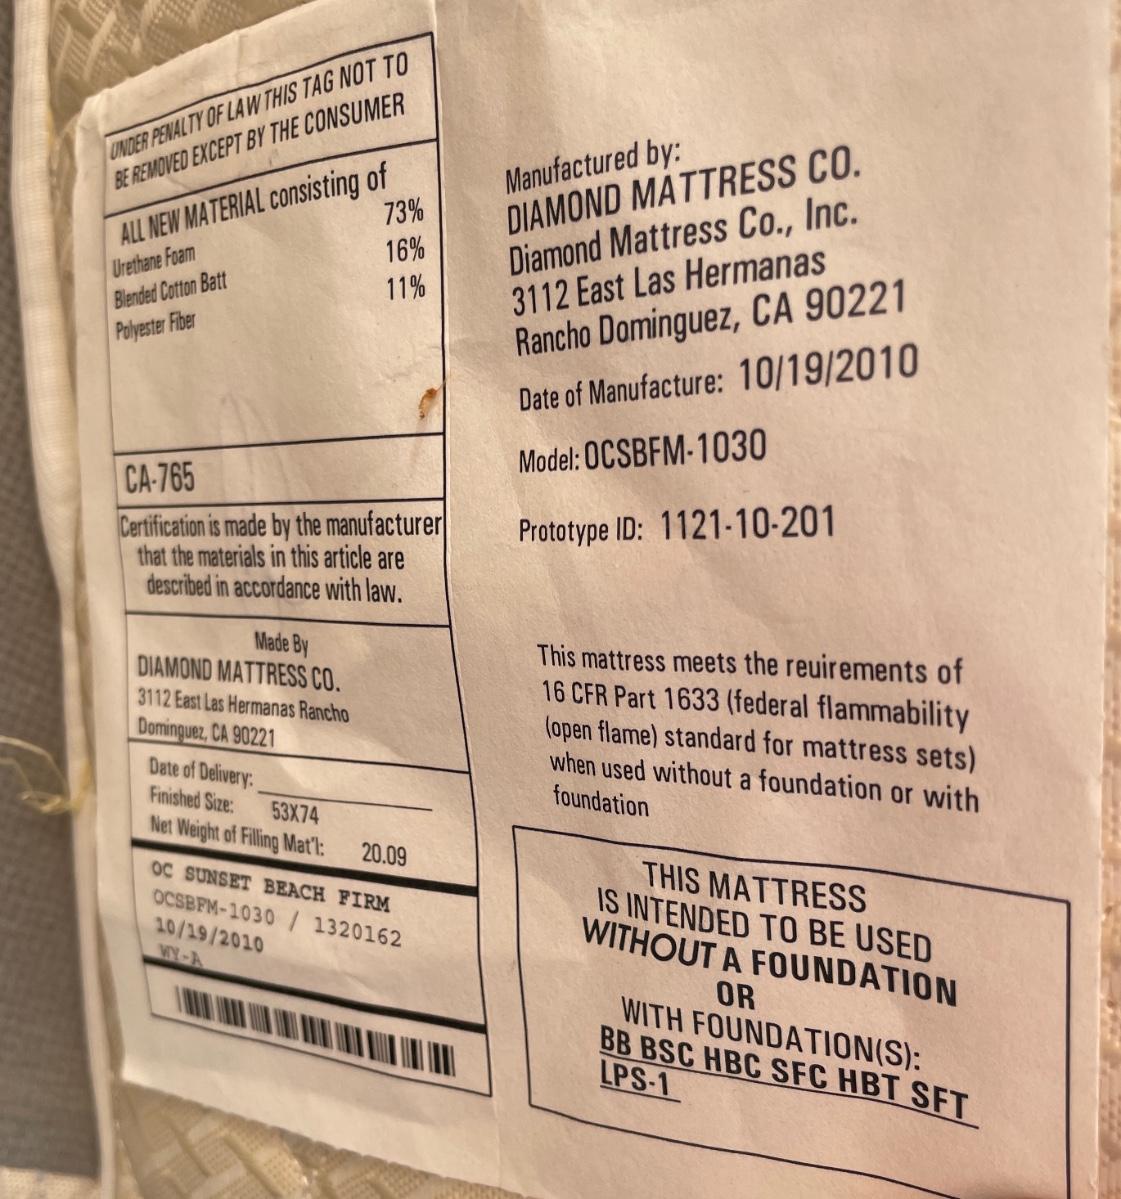 UNDER PENALTY OF LAW THIS TAG NOT TO
BE REMOVED EXCEPT BY THE CONSUMER
ALL NEW MATERIAL consisting of
Urethane Foam 73%
Blended Cotton Batt 16%
Polyester Fiber 11%
CA-765
Certification is made by the manufacturer
that the materials in this article are
described in accordance with law.
Made By
DIAMOND MATTRESS CO.
3112 East Las Hermanas Rancho
Dominguez, CA 90221
Date of Delivery:
Finished Size: 53X74
Net Weight of Filling Mat'l: 20.09
OC SUNSET BEACH FIRM
OCSBFM-1030 / 1320162
10/19/2010
WY-A
Manufactured by:
DIAMOND MATTRESS CO.
Diamond Mattress Co., Inc.
3112 East Las Hermanas
Rancho Dominguez, CA 90221
Date of Manufacture: 10/19/2010
Model: OCSBFM-1030
Prototype ID: 1121-10-201
This mattress meets the reuirements of
16 CFR Part 1633 (federal flammability
(open flame) standard for mattress sets)
when used without a foundation or with
foundation
THIS MATTRESS
IS INTENDED TO BE USED
WITHOUT A FOUNDATION
OR
WITH FOUNDATION(S):
BB BSC HBC SFC HBT SFT
LPS-1